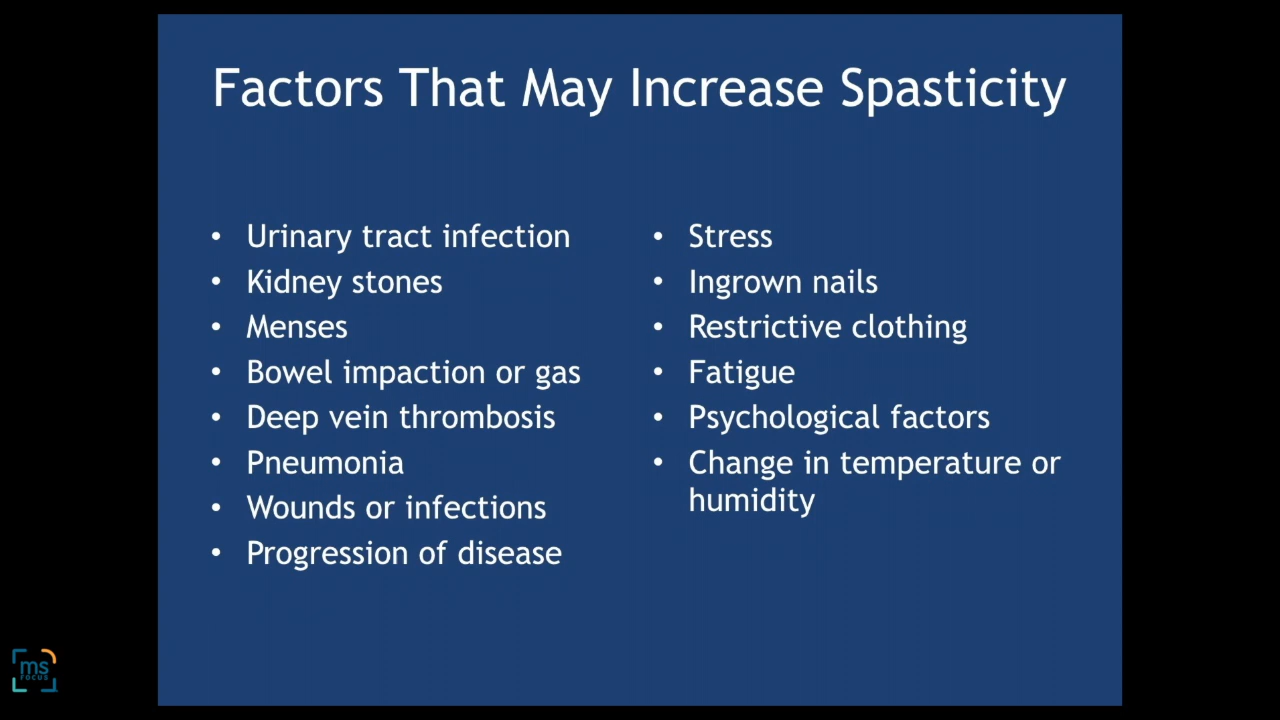 Factors That May Increase Spasticity
• Urinary tract infection
• Kidney stones
• Menses
• Bowel impaction or gas
• Deep vein thrombosis
• Pneumonia
• Wounds or infections
• Progression of disease
• Stress
• Ingrown nails
• Restrictive clothing
• Fatigue
• Psychological factors
• Change in temperature or
humidity
ms
FOCUS